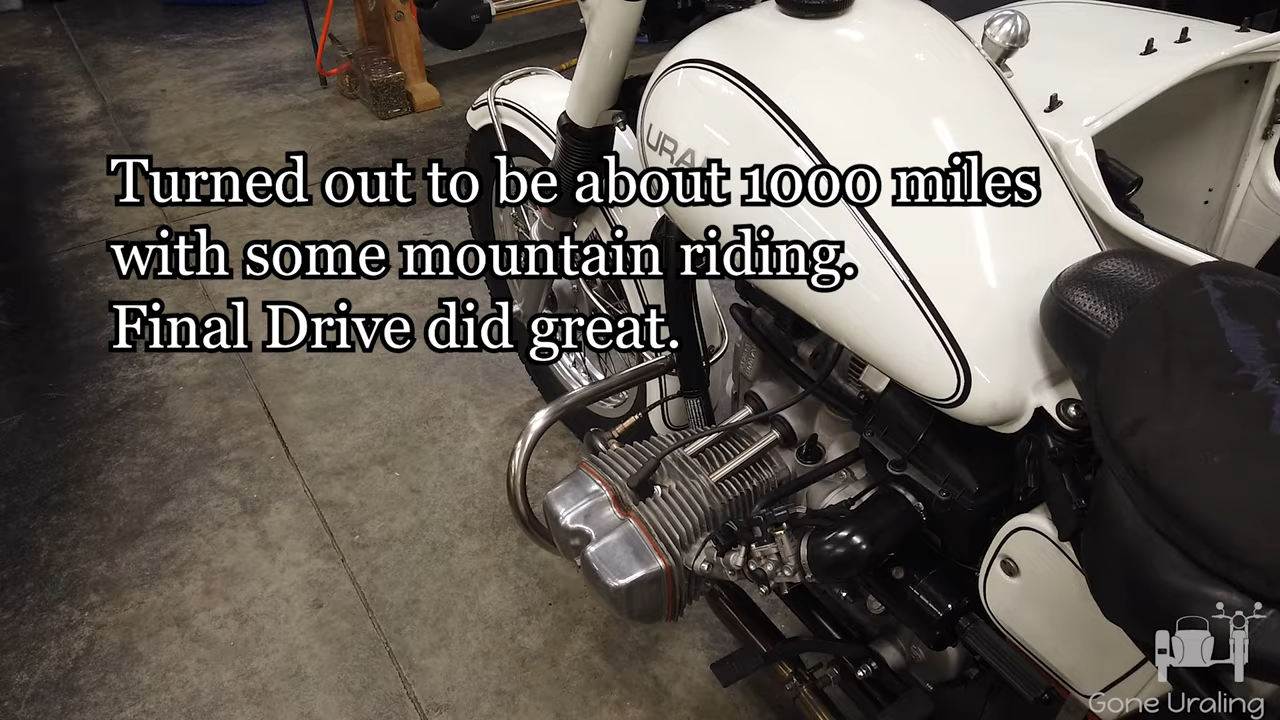 Turned out to be about 1000 miles
with some mountain riding.
Final Drive did great.
Gone Uraling